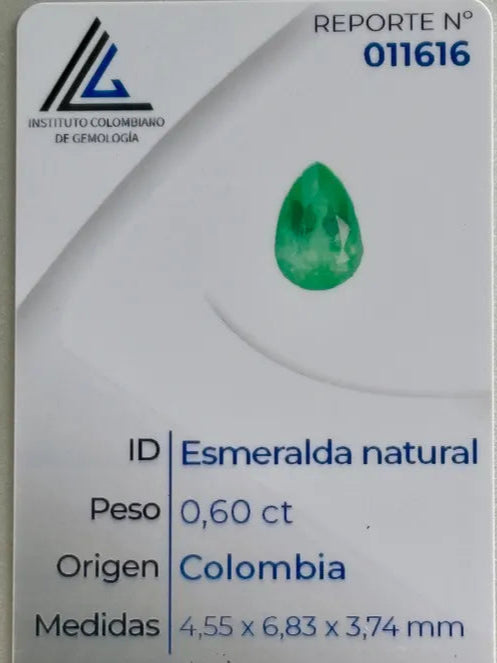 REPORTE Nº
011616
INSTITUTO COLOMBIANO
DE GEMOLOGÍA
ID Esmeralda natural
Peso 0,60 ct
Origen Colombia
Medidas 4,55 x 6,83 x 3,74 mm